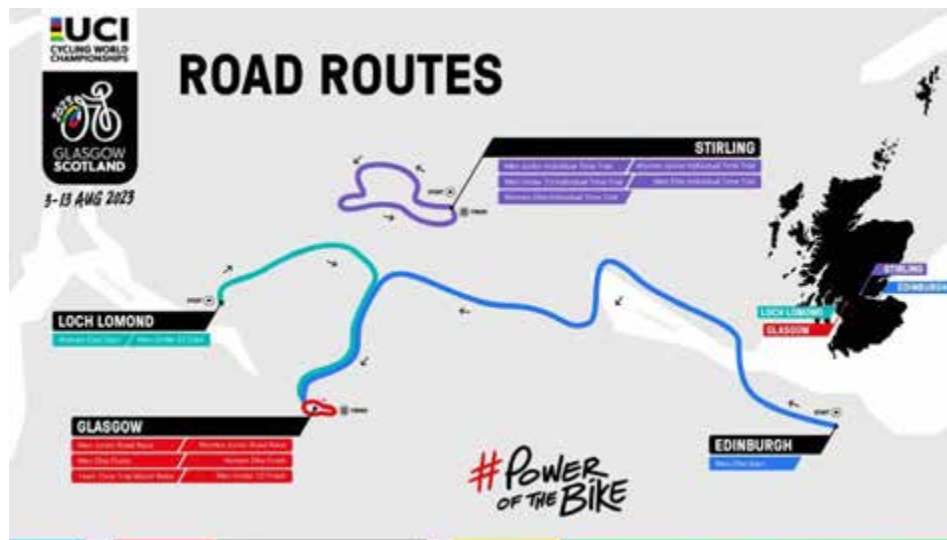 UCI
CYCLING WORLD
CHAMPIONSHIPS
2023
GLASGOW
SCOTLAND
3-13 AUG 2023
ROAD ROUTES
STIRLING
Men Junior Individual Time Trial / Women Junior Individual Time Trial
Men Under 23 Individual Time Trial / Men Elite Individual Time Trial
Women Elite Individual Time Trial
START
FINISH
START
LOCH LOMOND
Women Elite Start / Men Under 23 Start
STIRLING
EDINBURGH
LOCH LOMOND
GLASGOW
FINISH
GLASGOW
Men Junior Road Race / Women Junior Road Race
Men Elite Finish / Women Elite Finish
Team Time Trial Mixed Relay / Men Under 23 Finish
START
EDINBURGH
Men Elite Start
#POWER
OF THE BIKE